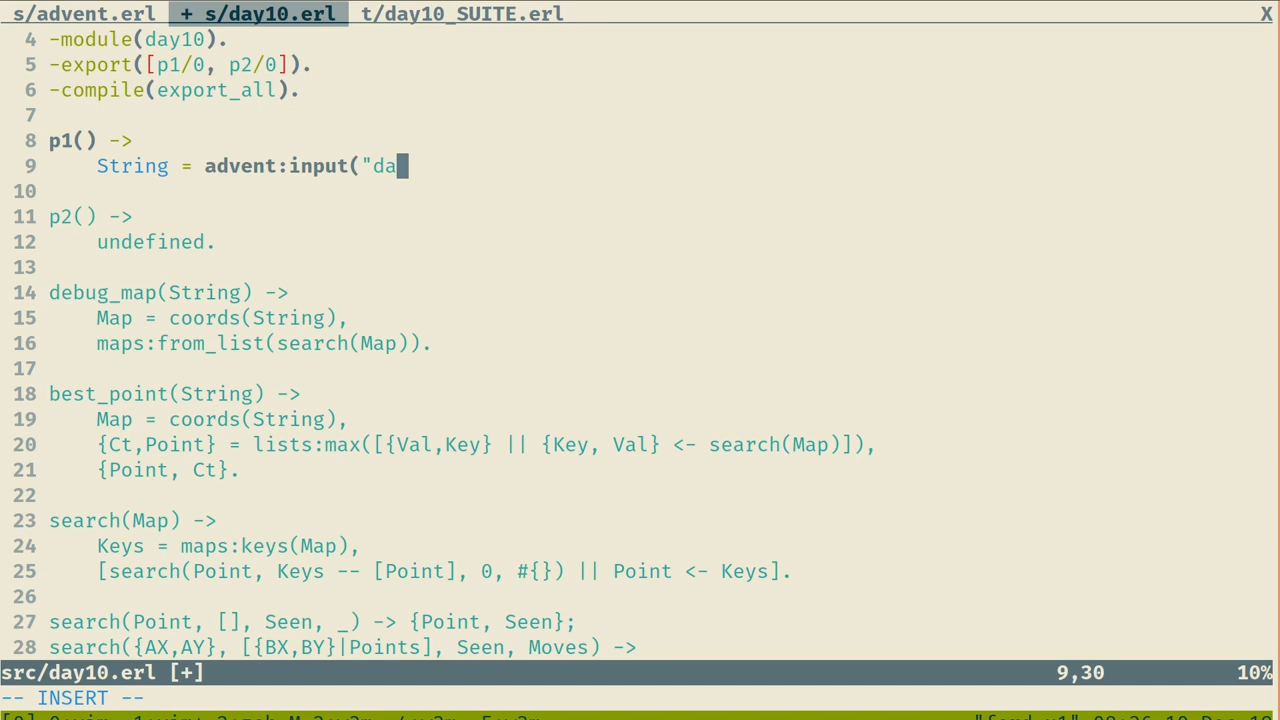 s/advent.erl  + s/day10.erl  t/day10_SUITE.erl  X
4 -module(day10).
5 -export([p1/0, p2/0]).
6 -compile(export_all).
7
8 p1() ->
9     String = advent:input("da
10
11 p2() ->
12     undefined.
13
14 debug_map(String) ->
15     Map = coords(String),
16     maps:from_list(search(Map)).
17
18 best_point(String) ->
19     Map = coords(String),
20     {Ct,Point} = lists:max([{Val,Key} || {Key, Val} <- search(Map)]),
21     {Point, Ct}.
22
23 search(Map) ->
24     Keys = maps:keys(Map),
25     [search(Point, Keys -- [Point], 0, #{}) || Point <- Keys].
26
27 search(Point, [], Seen, _) -> {Point, Seen};
28 search({AX,AY}, [{BX,BY}|Points], Seen, Moves) ->
src/day10.erl [+]  9,30  10%
-- INSERT --